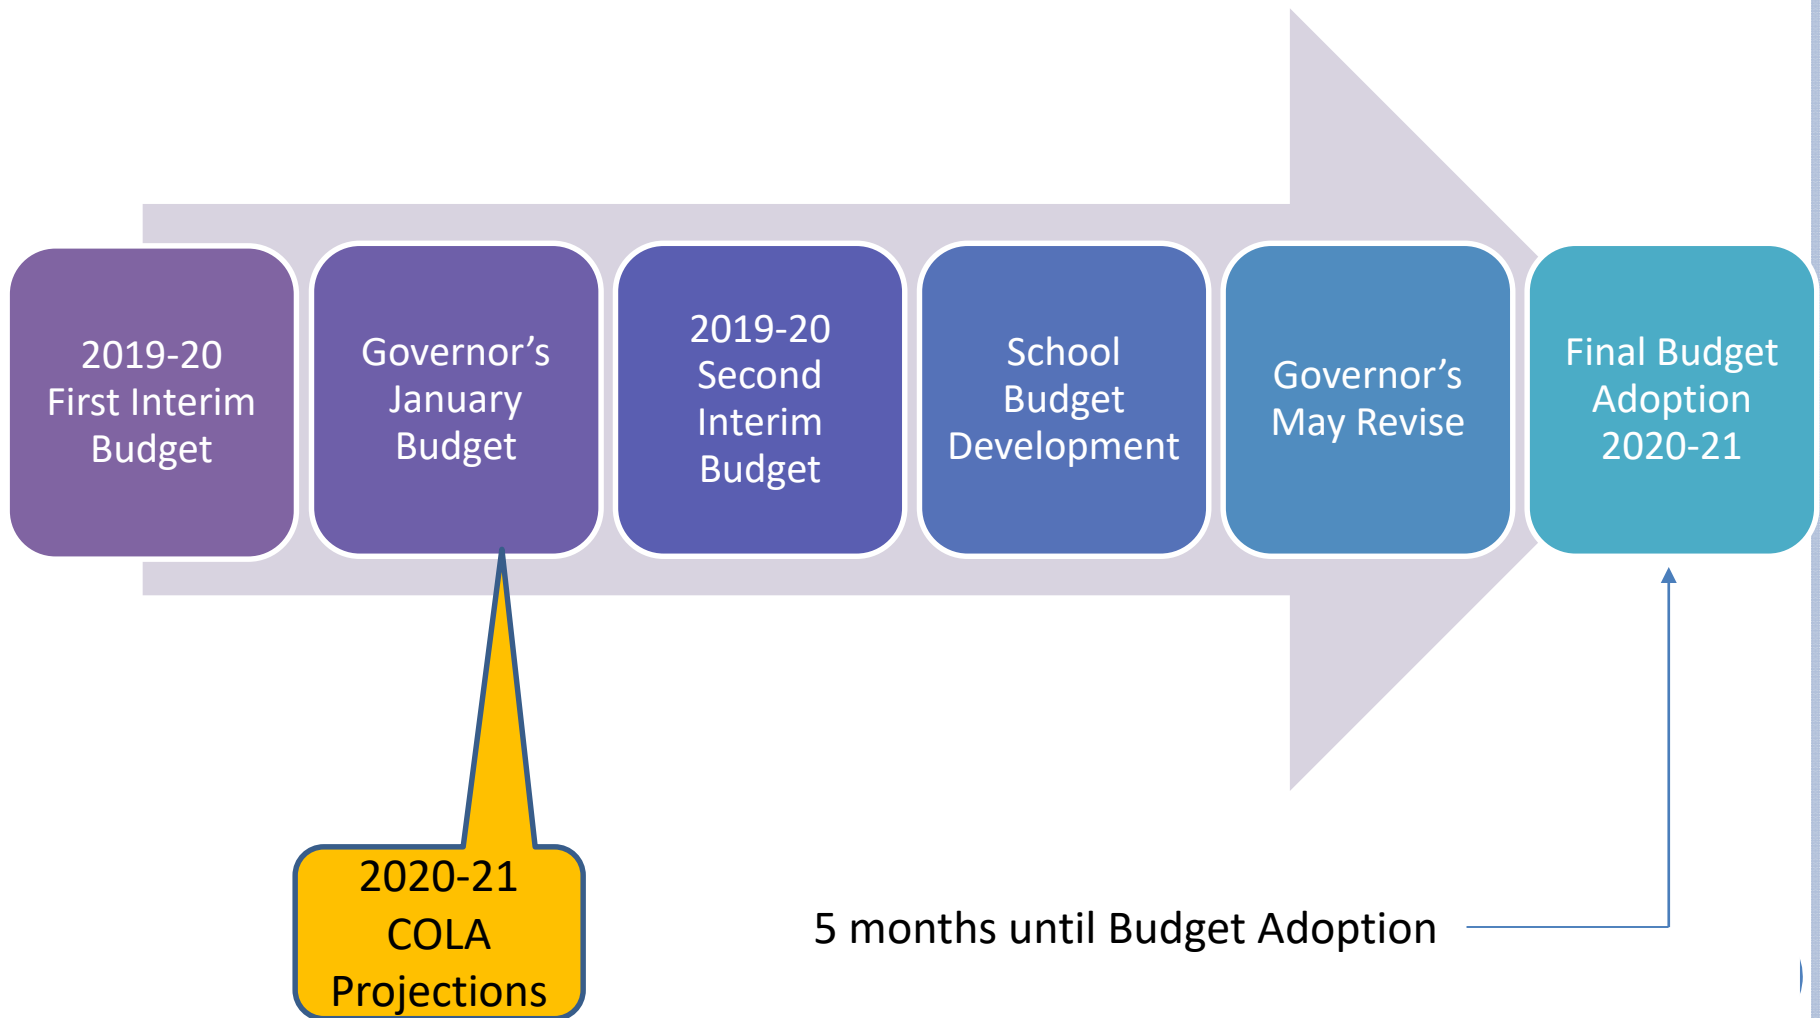 2019-20
First Interim
Budget
Governor’s
January
Budget
2019-20
Second
Interim
Budget
School
Budget
Development
Governor’s
May Revise
Final Budget
Adoption
2020-21
2020-21
COLA
Projections
5 months until Budget Adoption